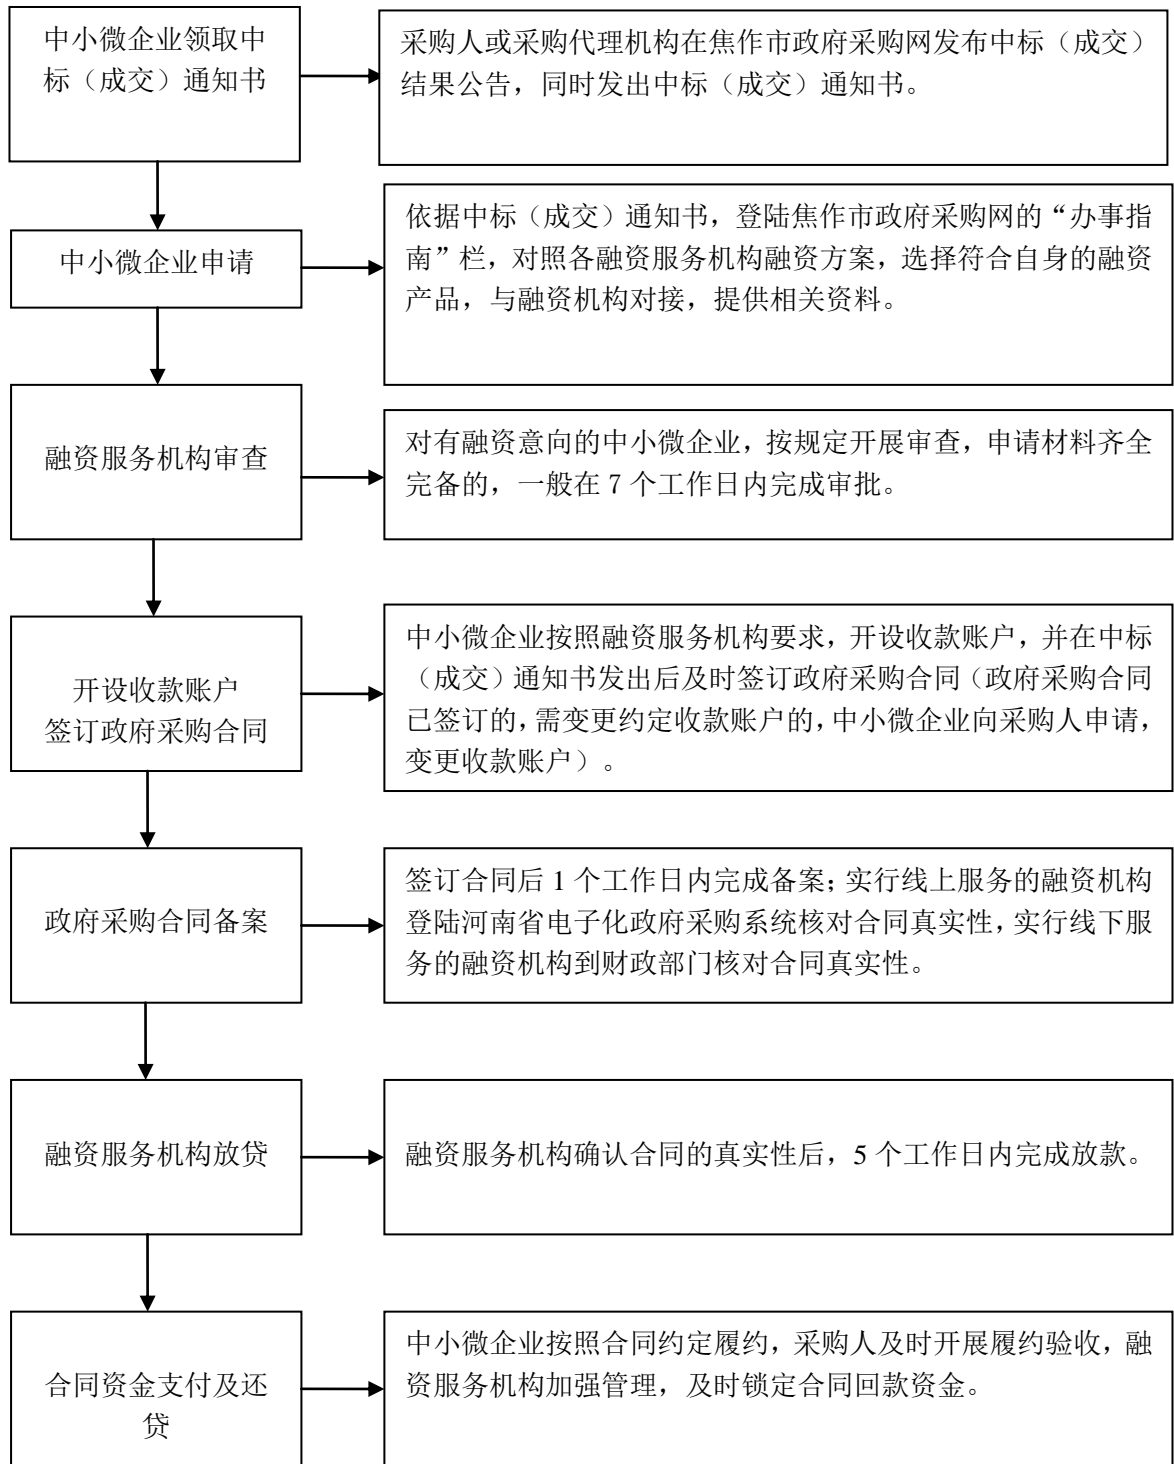 中小微企业领取中
标（成交）通知书
采购人或采购代理机构在焦作市政府采购网发布中标（成交）
结果公告，同时发出中标（成交）通知书。
中小微企业申请
依据中标（成交）通知书，登陆焦作市政府采购网的“办事指
南”栏，对照各融资服务机构融资方案，选择符合自身的融资
产品，与融资机构对接，提供相关资料。
融资服务机构审查
对有融资意向的中小微企业，按规定开展审查，申请材料齐全
完备的，一般在 7 个工作日内完成审批。
开设收款账户
签订政府采购合同
中小微企业按照融资服务机构要求，开设收款账户，并在中标
（成交）通知书发出后及时签订政府采购合同（政府采购合同
已签订的，需变更约定收款账户的，中小微企业向采购人申请，
变更收款账户）。
政府采购合同备案
签订合同后 1 个工作日内完成备案；实行线上服务的融资机构
登陆河南省电子化政府采购系统核对合同真实性，实行线下服
务的融资机构到财政部门核对合同真实性。
融资服务机构放贷
融资服务机构确认合同的真实性后，5 个工作日内完成放款。
合同资金支付及还
贷
中小微企业按照合同约定履约，采购人及时开展履约验收，融
资服务机构加强管理，及时锁定合同回款资金。